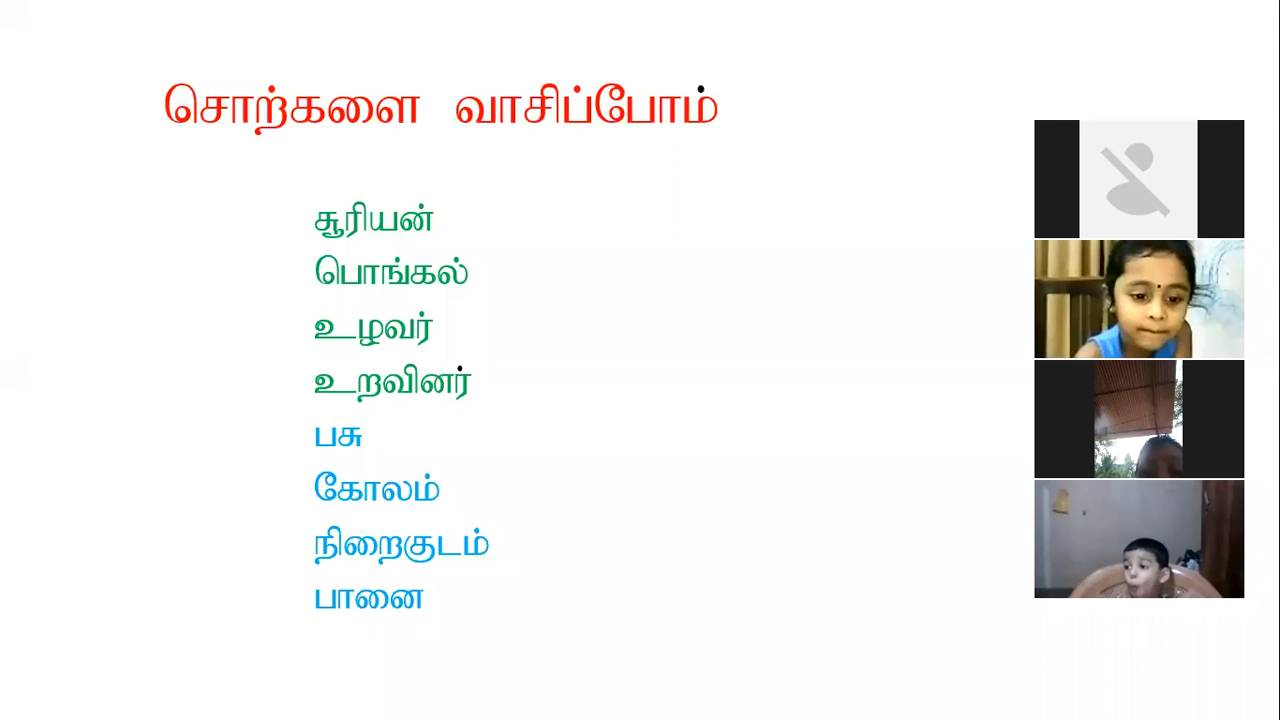 சொற்களை வாசிப்போம்
சூரியன்
பொங்கல்
உழவர்
உறவினர்
பசு
கோலம்
நிறைகுடம்
பானை